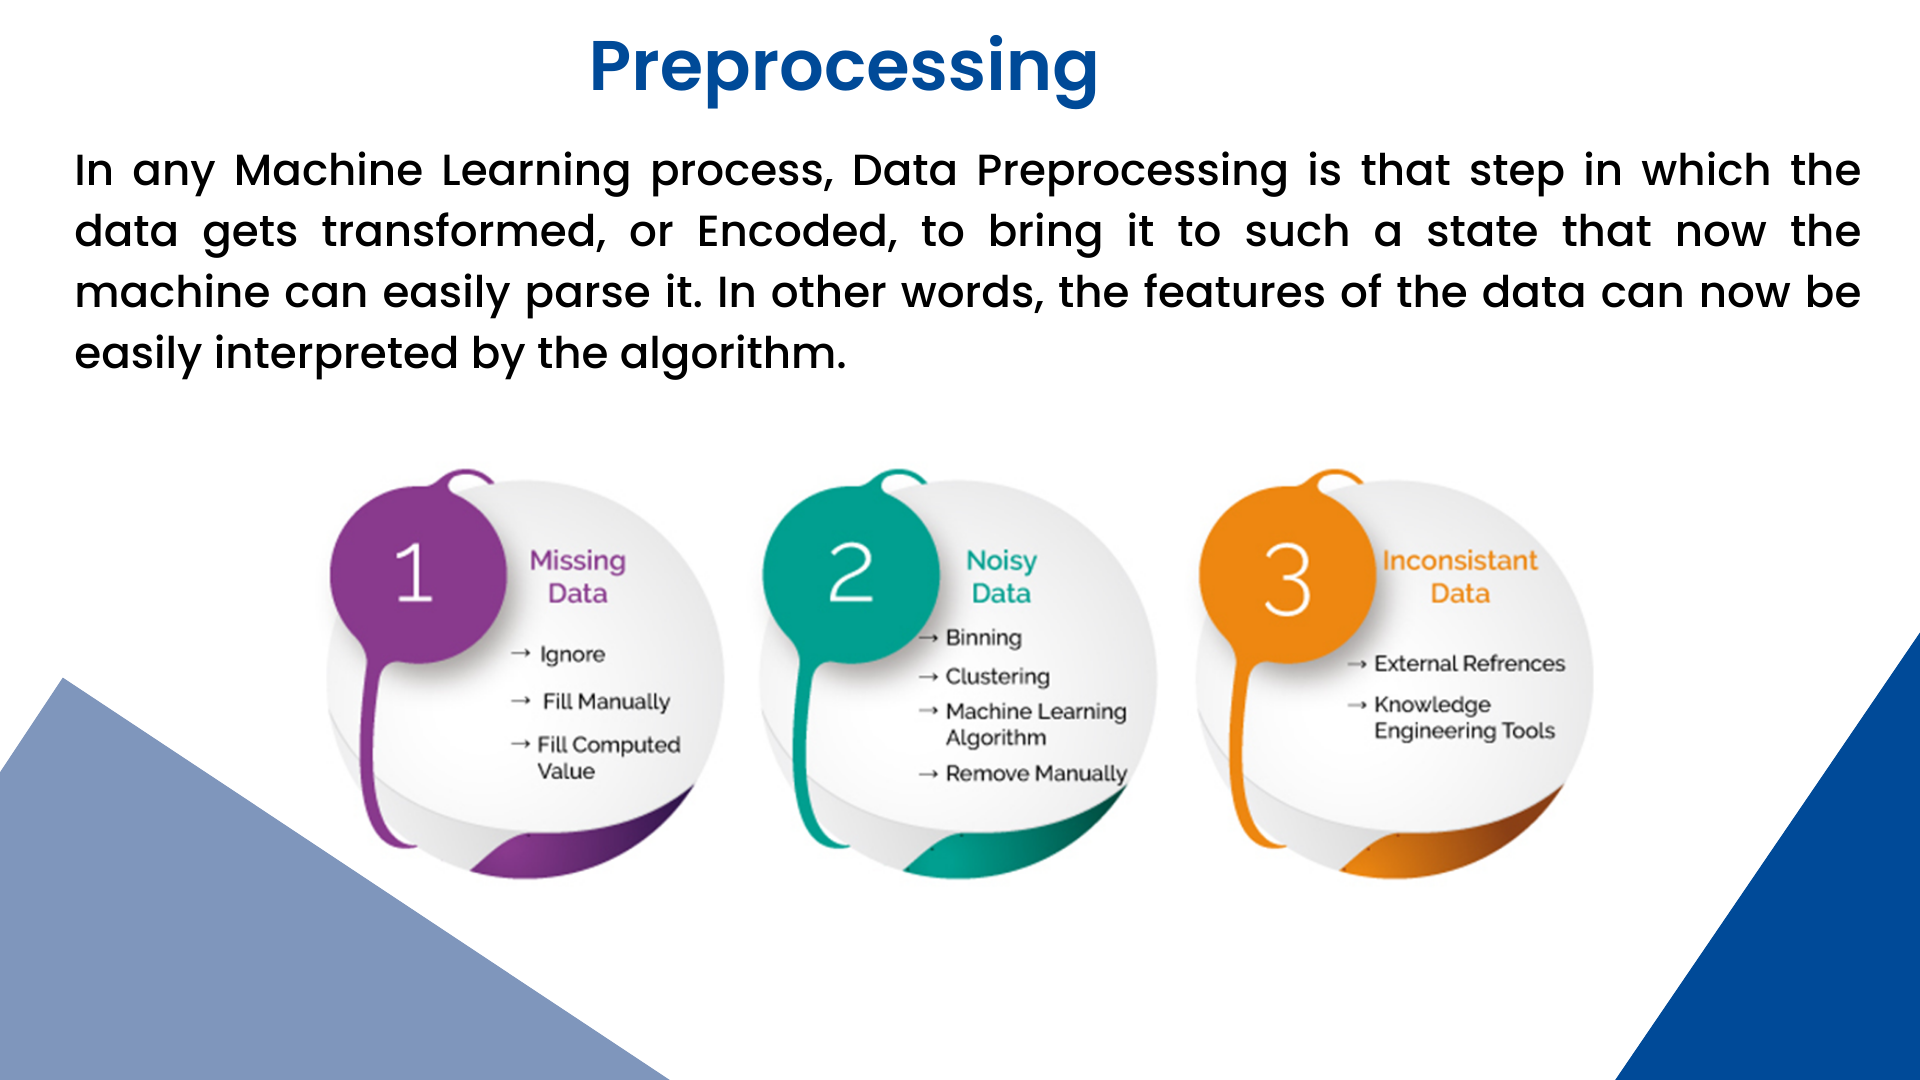 Preprocessing
In any Machine Learning process, Data Preprocessing is that step in which the
data gets transformed, or Encoded, to bring it to such a state that now the
machine can easily parse it. In other words, the features of the data can now be
easily interpreted by the algorithm.
1
Missing
Data
→ Ignore
→ Fill Manually
→ Fill Computed
Value
2
Noisy
Data
→ Binning
→ Clustering
→ Machine Learning
Algorithm
→ Remove Manually
3
Inconsistant
Data
→ External Refrences
→ Knowledge
Engineering Tools